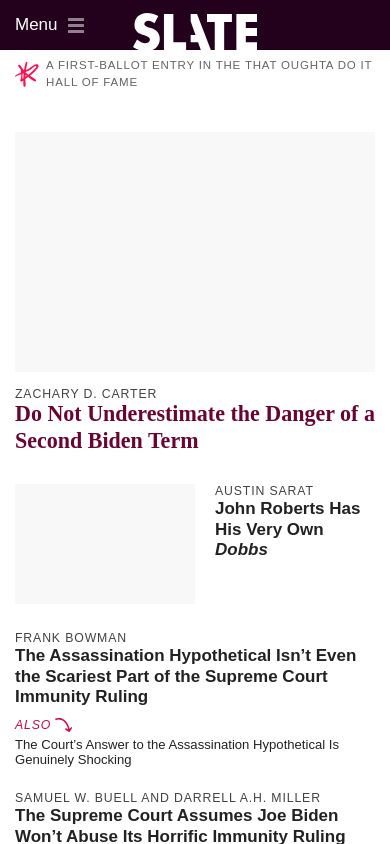 Menu
SLATE
A FIRST-BALLOT ENTRY IN THE THAT OUGHTA DO IT
HALL OF FAME
ZACHARY D. CARTER
Do Not Underestimate the Danger of a
Second Biden Term
AUSTIN SARAT
John Roberts Has
His Very Own
Dobbs
FRANK BOWMAN
The Assassination Hypothetical Isn’t Even
the Scariest Part of the Supreme Court
Immunity Ruling
ALSO
The Court’s Answer to the Assassination Hypothetical Is
Genuinely Shocking
SAMUEL W. BUELL AND DARRELL A.H. MILLER
The Supreme Court Assumes Joe Biden
Won’t Abuse Its Horrific Immunity Ruling